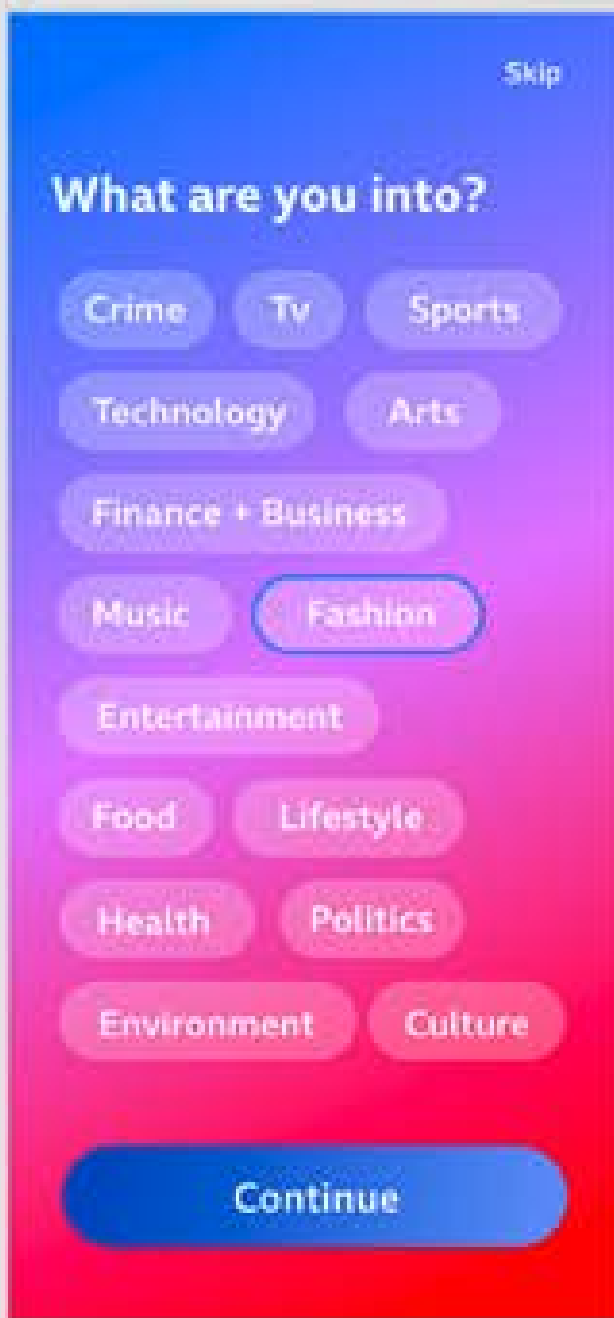 Skip
What are you into?
Crime Tv Sports
Technology Arts
Finance + Business
Music Fashion
Entertainment
Food Lifestyle
Health Politics
Environment Culture
Continue